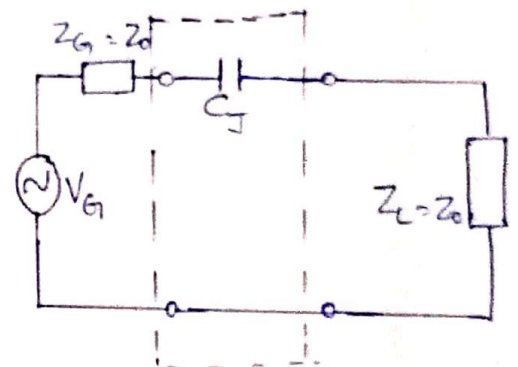 Z_G = Z_0
C_J
V_G
Z_L = Z_0